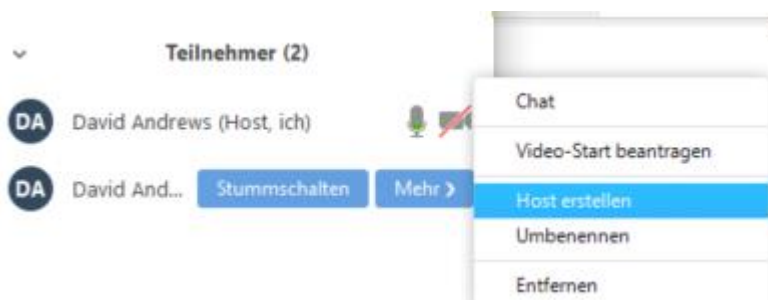 Teilnehmer (2)
DA David Andrews (Host, ich)
DA David And... Stummschalten Mehr >
Chat
Video-Start beantragen
Host erstellen
Umbenennen
Entfernen